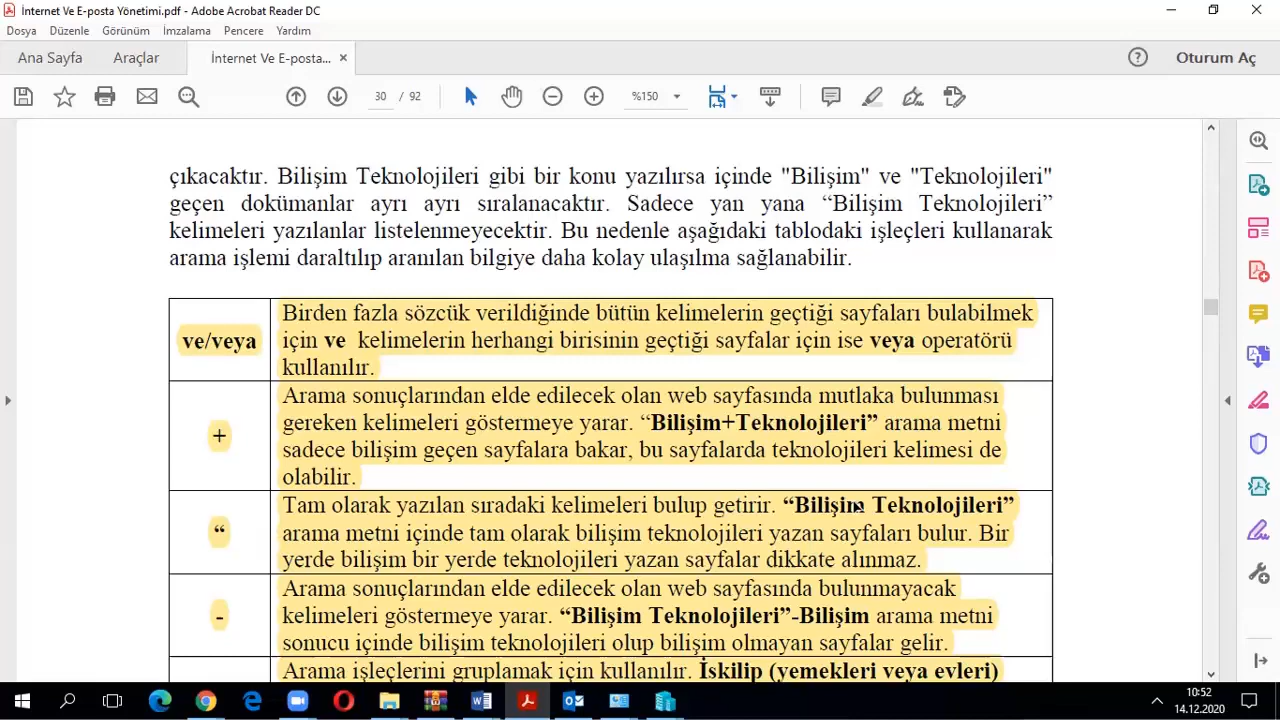 İnternet Ve E-posta Yönetimi.pdf - Adobe Acrobat Reader DC
Dosya Düzenle Görünüm İmzalama Pencere Yardım
Ana Sayfa Araçlar İnternet Ve E-posta... × ? Oturum Aç
30 / 92 %150
çıkacaktır. Bilişim Teknolojileri gibi bir konu yazılırsa içinde "Bilişim" ve "Teknolojileri"
geçen dokümanlar ayrı ayrı sıralanacaktır. Sadece yan yana “Bilişim Teknolojileri”
kelimeleri yazılanlar listelenmeyecektir. Bu nedenle aşağıdaki tablodaki işleçleri kullanarak
arama işlemi daraltılıp aranılan bilgiye daha kolay ulaşılma sağlanabilir.
ve/veya
Birden fazla sözcük verildiğinde bütün kelimelerin geçtiği sayfaları bulabilmek
için ve kelimelerin herhangi birisinin geçtiği sayfalar için ise veya operatörü
kullanılır.
+
Arama sonuçlarından elde edilecek olan web sayfasında mutlaka bulunması
gereken kelimeleri göstermeye yarar. “Bilişim+Teknolojileri” arama metni
sadece bilişim geçen sayfalara bakar, bu sayfalarda teknolojileri kelimesi de
olabilir.
“
Tam olarak yazılan sıradaki kelimeleri bulup getirir. “Bilişim Teknolojileri”
arama metni içinde tam olarak bilişim teknolojileri yazan sayfaları bulur. Bir
yerde bilişim bir yerde teknolojileri yazan sayfalar dikkate alınmaz.
-
Arama sonuçlarından elde edilecek olan web sayfasında bulunmayacak
kelimeleri göstermeye yarar. “Bilişim Teknolojileri”-Bilişim arama metni
sonucu içinde bilişim teknolojileri olup bilişim olmayan sayfalar gelir.
Arama işleçlerini gruplamak için kullanılır. İskilip (yemekleri veya evleri)
10:52
14.12.2020